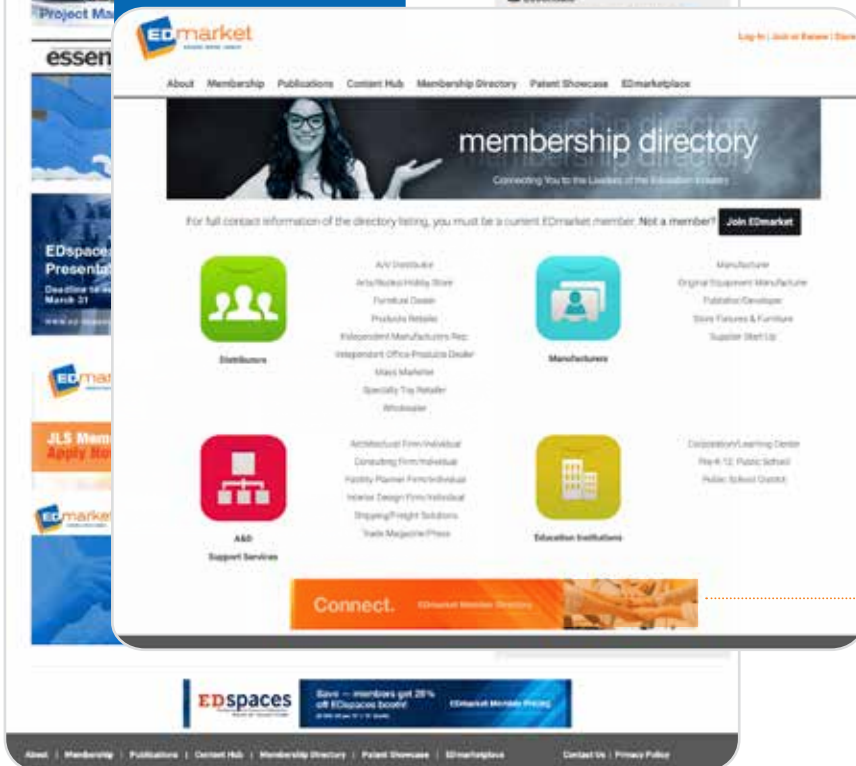 Project Ma
essen
EDspace
Presenta
Deadline to
March 31
EDmar
JLS Mem
Apply No
EDmarket
EDmarket
Log-In | Join or Renew | Store
About Membership Publications Content Hub Membership Directory Patent Showcase EDmarketplace
membership directory
Connecting You to the Leaders of the Education Industry
For full contact information of the directory listing, you must be a current EDmarket member. Not a member? Join EDmarket
Distributors
A/V Distributor
Arts/Books/Hobby Store
Furniture Dealer
Products Retailer
Independent Manufacturers Rep.
Independent Office Products Dealer
Mass Marketer
Specialty Toy Retailer
Wholesaler
Manufacturers
Manufacturer
Original Equipment Manufacturer
Publisher/Developer
Store Fixtures & Furniture
Supplier Start Up
A&D
Support Services
Architectural Firm/Individual
Consulting Firm/Individual
Facility Planner Firm/Individual
Interior Design Firm/Individual
Shipping/Freight Solutions
Trade Magazine/Press
Education Institutions
Corporation/Learning Center
Pre-K-12: Public School
Public School District
Connect. EDmarket Member Directory
EDspaces
Save — members get 28%
off EDspaces booth!
EDmarket Member Pricing
About | Membership | Publications | Content Hub | Membership Directory | Patent Showcase | EDmarketplace Contact Us | Privacy Policy